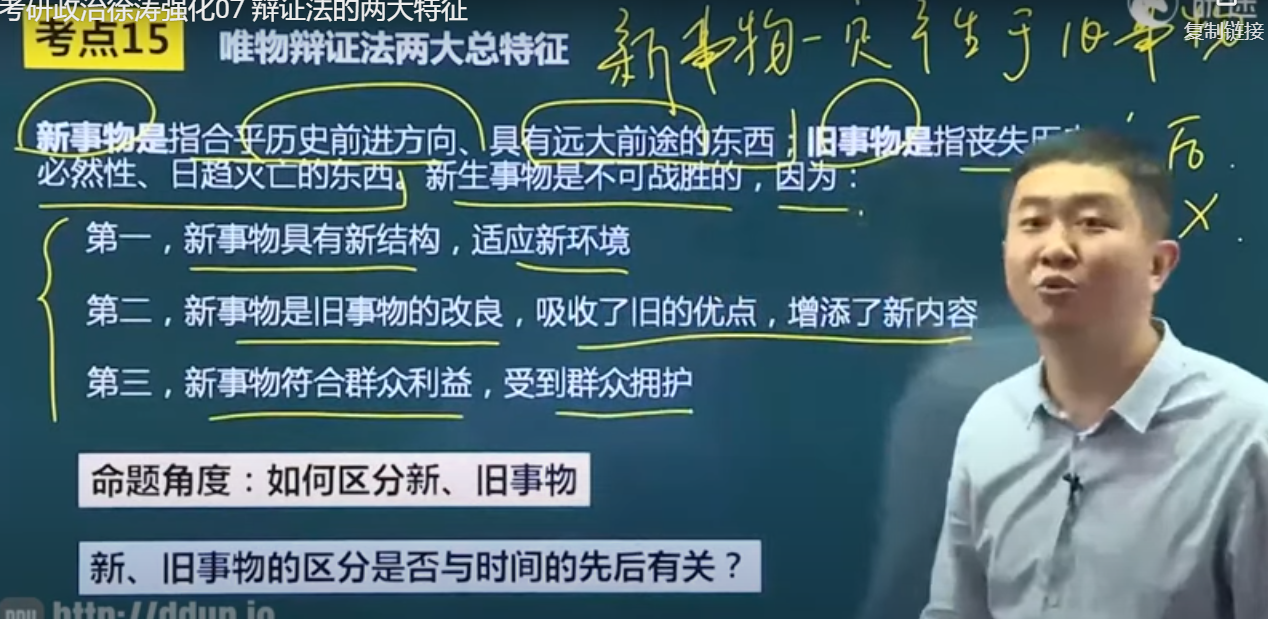 考研政治徐涛强化07 辩证法的两大特征
复制链接
考点15
唯物辩证法两大总特征
新事物一定产生于旧事物
后
×
新事物是指合乎历史前进方向、具有远大前途的东西；旧事物是指丧失历
必然性、日趋灭亡的东西。新生事物是不可战胜的，因为：
第一，新事物具有新结构，适应新环境
第二，新事物是旧事物的改良，吸收了旧的优点，增添了新内容
第三，新事物符合群众利益，受到群众拥护
命题角度：如何区分新、旧事物
新、旧事物的区分是否与时间的先后有关？
http://ddup.io